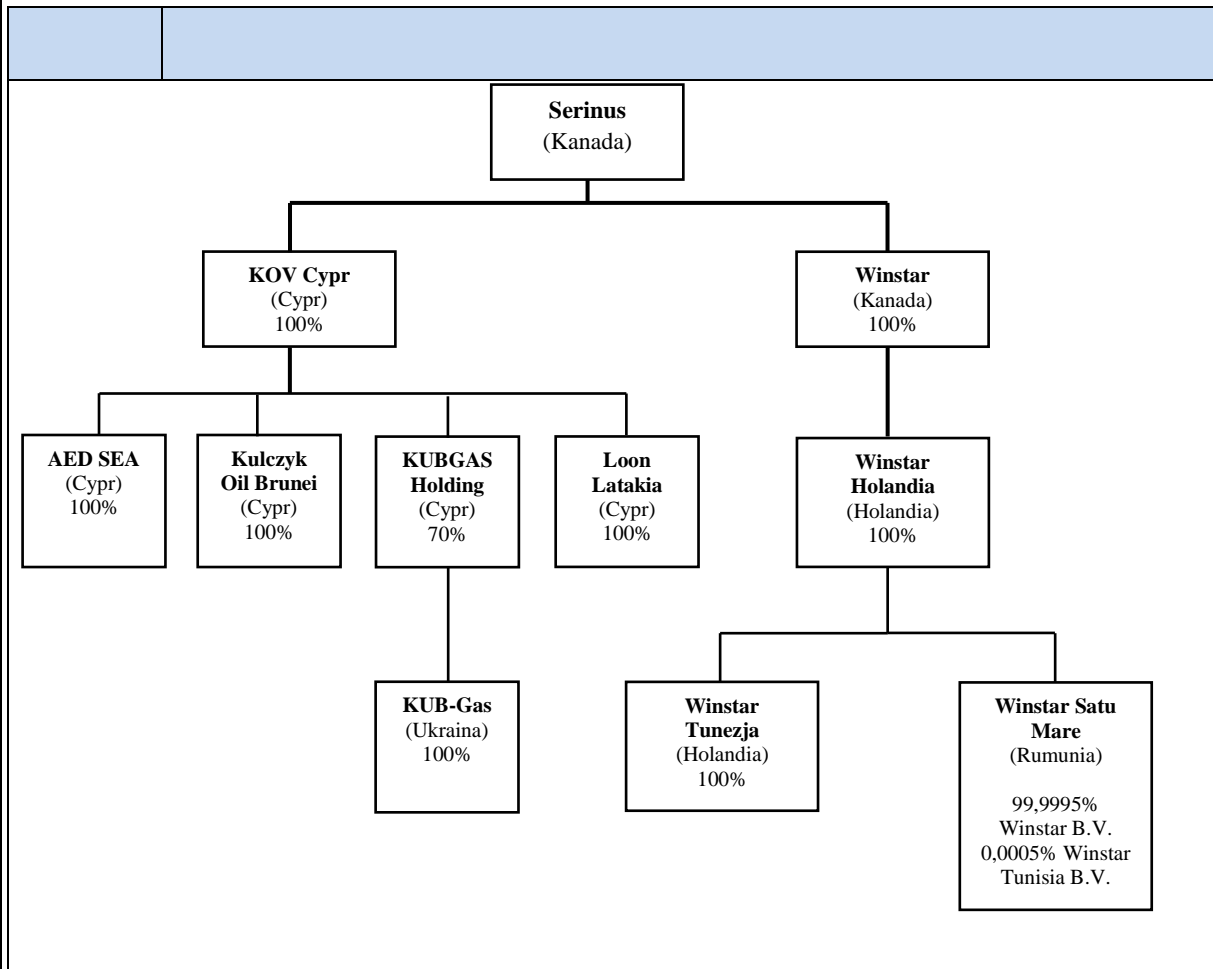 Serinus
(Kanada)
KOV Cypr
(Cypr)
100%
Winstar
(Kanada)
100%
AED SEA
(Cypr)
100%
Kulczyk
Oil Brunei
(Cypr)
100%
KUBGAS
Holding
(Cypr)
70%
Loon
Latakia
(Cypr)
100%
Winstar
Holandia
(Holandia)
100%
KUB-Gas
(Ukraina)
100%
Winstar
Tunezja
(Holandia)
100%
Winstar Satu
Mare
(Rumunia)
99,9995%
Winstar B.V.
0,0005% Winstar
Tunisia B.V.